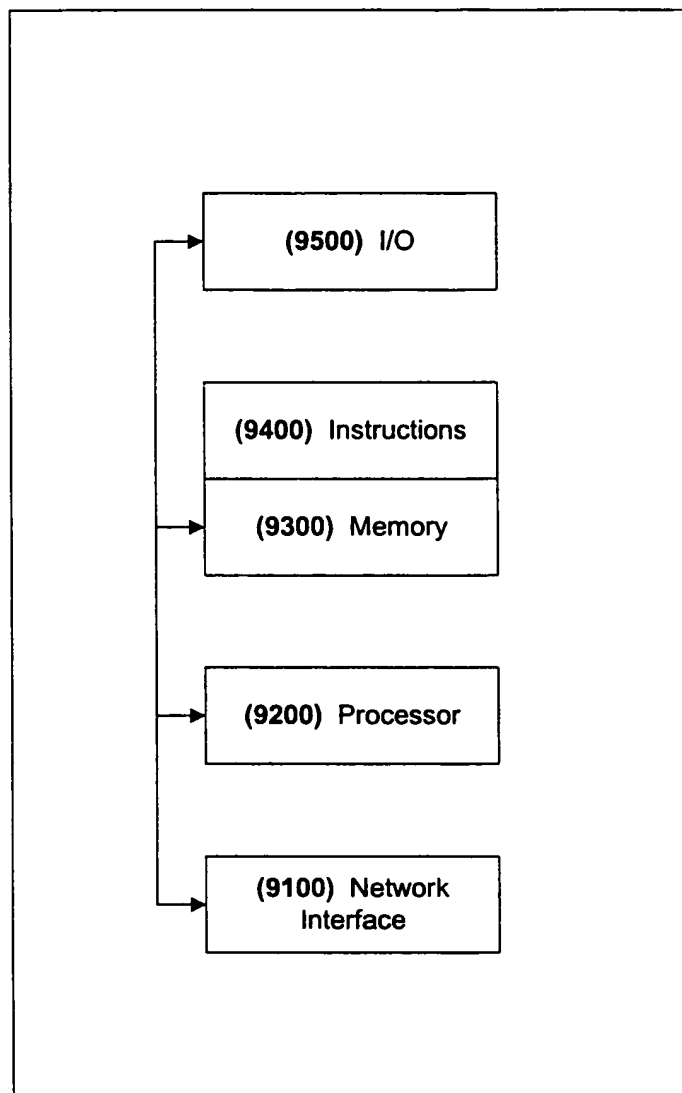 (9500) I/O
(9400) Instructions
(9300) Memory
(9200) Processor
(9100) Network
Interface